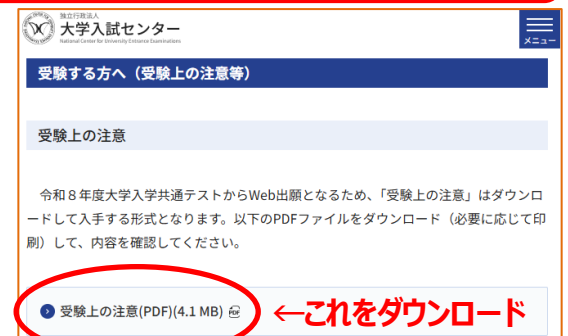 独立行政法人
大学入試センター
National Center for University Entrance Examinations
メニュー
受験する方へ（受験上の注意等）
受験上の注意
令和８年度大学入学共通テストからWeb出願となるため、「受験上の注意」はダウンロ
ードして入手する形式となります。以下のPDFファイルをダウンロード（必要に応じて印
刷）して、内容を確認してください。
受験上の注意(PDF)(4.1 MB) PDF ←これをダウンロード